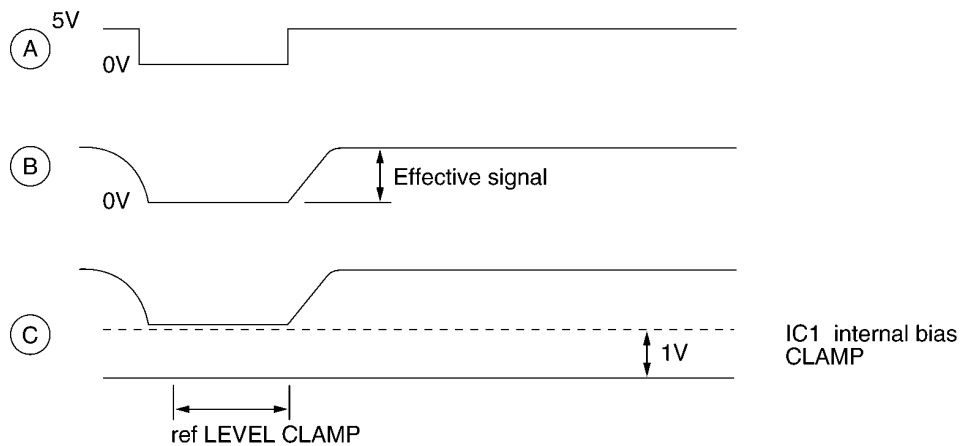 5V
A
0V
B
Effective signal
0V
C
1V
IC1 internal bias
CLAMP
ref LEVEL CLAMP